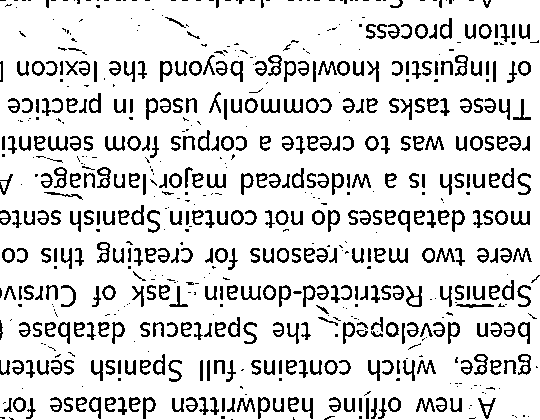 A new offline handwritten database for
guage, which contains full Spanish senten
been developed: the Spartacus database (
Spanish Restricted-domain Task of Cursiv
were two main reasons for creating this co
most databases do not contain Spanish sente
Spanish is a widespread major language. A
reason was to create a corpus from semanti
These tasks are commonly used in practice
of linguistic knowledge beyond the lexicon
nition process.